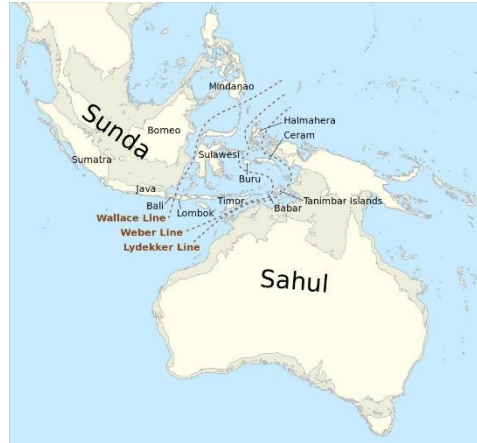 Mindanao
Halmahera
Sunda
Borneo
Ceram
Sulawesi
Sumatra
Buru
Java
Bali
Timor
Tanimbar Islands
Wallace Line
Lombok
Babar
Weber Line
Lydekker Line
Sahul